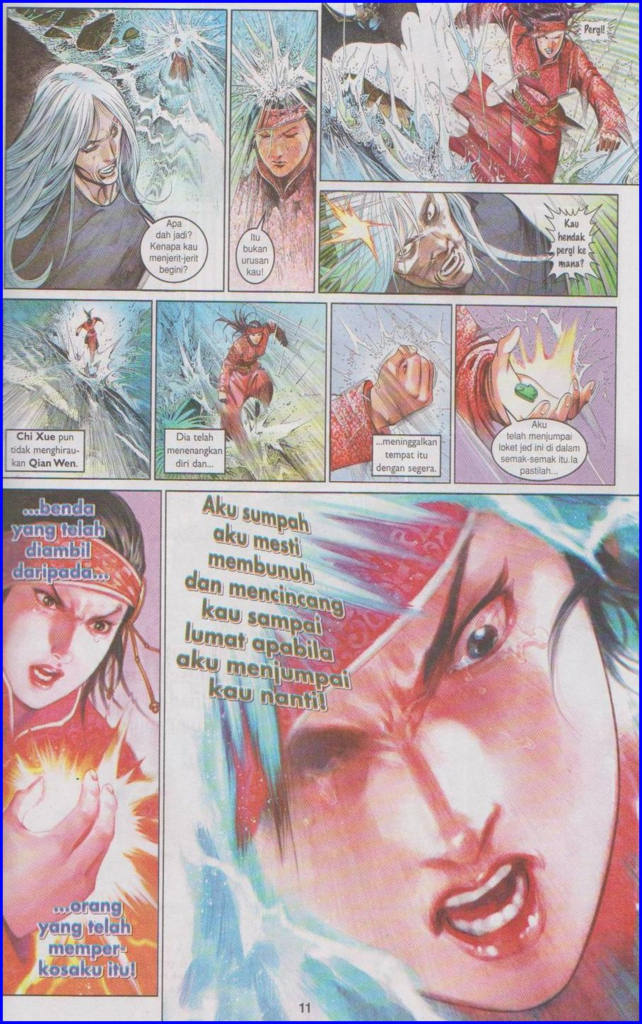 Apa
dah jadi?
Kenapa kau
menjerit-jerit
begini?
Itu
bukan
urusan
kau!
Pergi!
Kau
hendak
pergi ke
mana?
Chi Xue pun
tidak menghirau-
kan Qian Wen.
Dia telah
menenangkan
diri dan...
...meninggalkan
tempat itu
dengan segera.
Aku
telah menjumpai
loket jed ini di dalam
semak-semak itu.Ia
pastilah...
...benda
yang telah
diambil
daripada...
...orang
yang telah
memper-
kosaku itu!
Aku sumpah
aku mesti
membunuh
dan mencincang
kau sampai
lumat apabila
aku menjumpai
kau nanti!
11